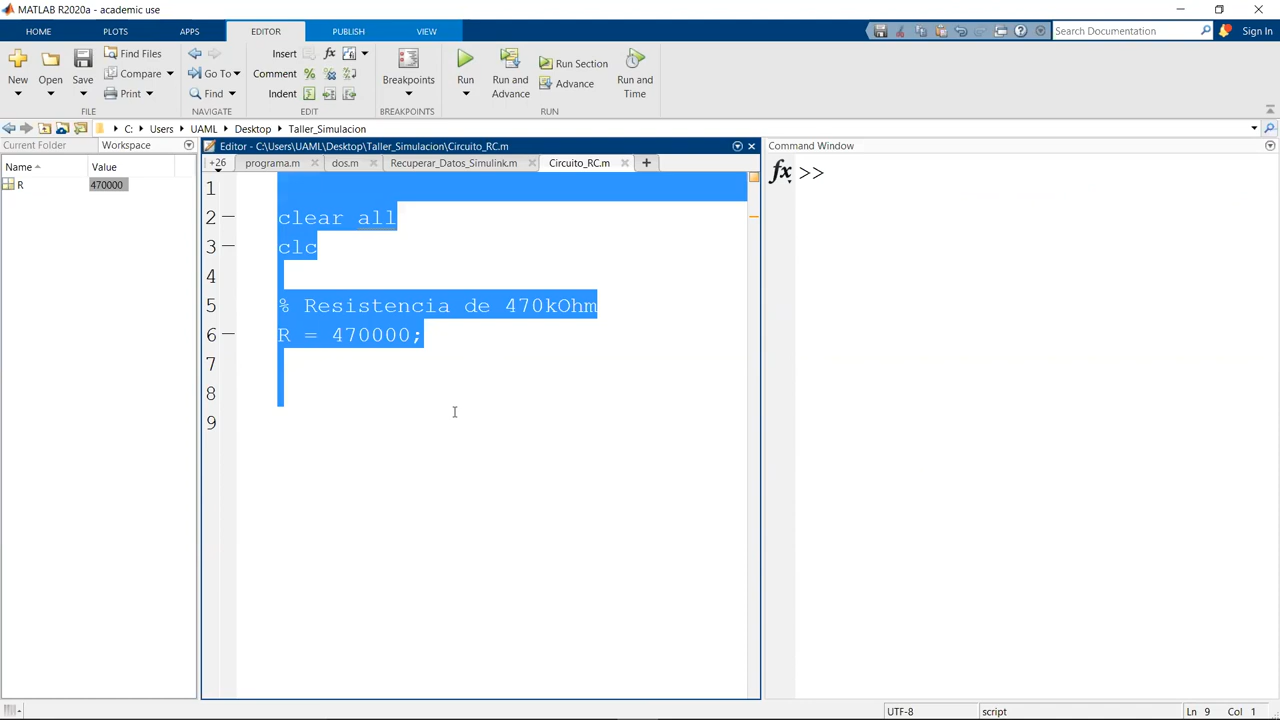 MATLAB R2020a - academic use
HOME PLOTS APPS EDITOR PUBLISH VIEW
Search Documentation
Sign In
New Open Save
Find Files
Compare
Print
FILE
Go To
Find
NAVIGATE
Insert
Comment
Indent
EDIT
Breakpoints
BREAKPOINTS
Run
Run and Advance
Run Section
Advance
Run and Time
RUN
C: Users UAML Desktop Taller_Simulacion
Current Folder Workspace
Name Value
R 470000
Editor - C:\Users\UAML\Desktop\Taller_Simulacion\Circuito_RC.m
+26 programa.m dos.m Recuperar_Datos_Simulink.m Circuito_RC.m
1
2 clear all
3 clc
4
5 % Resistencia de 470kOhm
6 R = 470000;
7
8
9
Command Window
fx >>
UTF-8 script Ln 9 Col 1